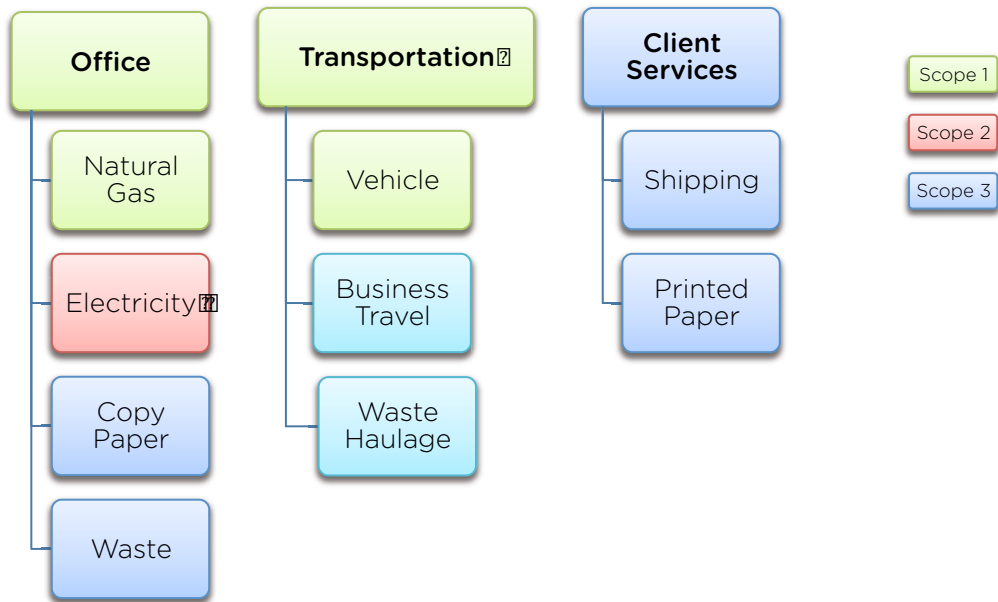 Office
Natural
Gas
Electricity
Copy
Paper
Waste
Transportation
Vehicle
Business
Travel
Waste
Haulage
Client
Services
Shipping
Printed
Paper
Scope 1
Scope 2
Scope 3